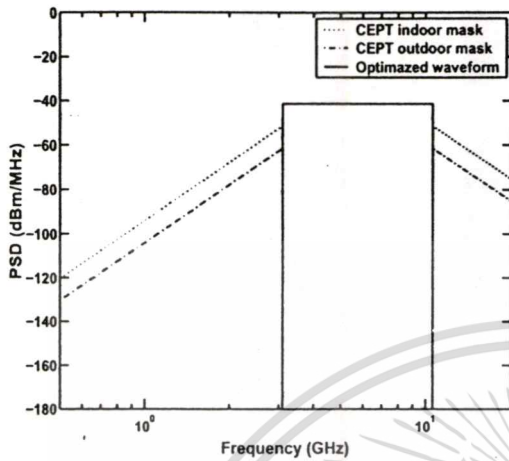 0
−20
−40
−60
−80
−100
−120
−140
−160
−180
PSD (dBm/MHz)
CEPT indoor mask
CEPT outdoor mask
Optimazed waveform
10⁰
10¹
Frequency (GHz)